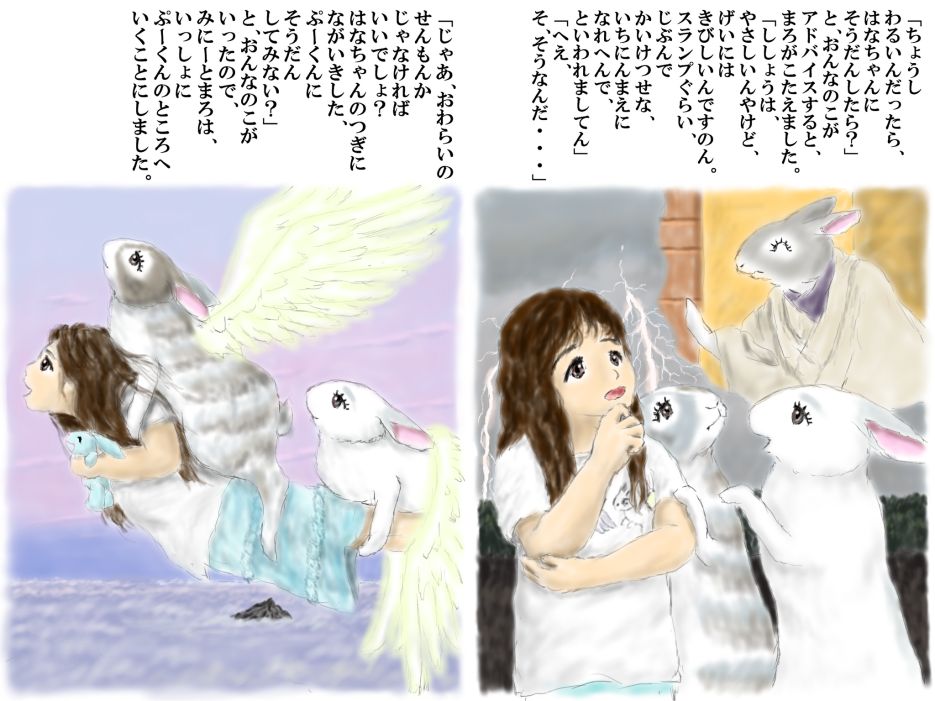 「ちょうし
わるいんだったら、
はなちゃんに
そうだんしたら？」
と、おんなのこが
アドバイスすると、
まろがこたえました。
「ししょうは、
やさしいんやけど、
げいには
きびしいんですのん。
スランプぐらい、
じぶんで
かいけつせな、
いちにんまえに
なれへんで、
といわれましてん」
「へえ、
そ、そうなんだ・・・」
「じゃあ、おわらいの
せんもんか
じゃなければ
いいでしょ？
はなちゃんのつぎに
ながいきした、
ぷーくんに
そうだん
してみない？」
と、おんなのこが
いったので、
みにーとまろは、
いっしょに
ぷーくんのところへ
いくことにしました。